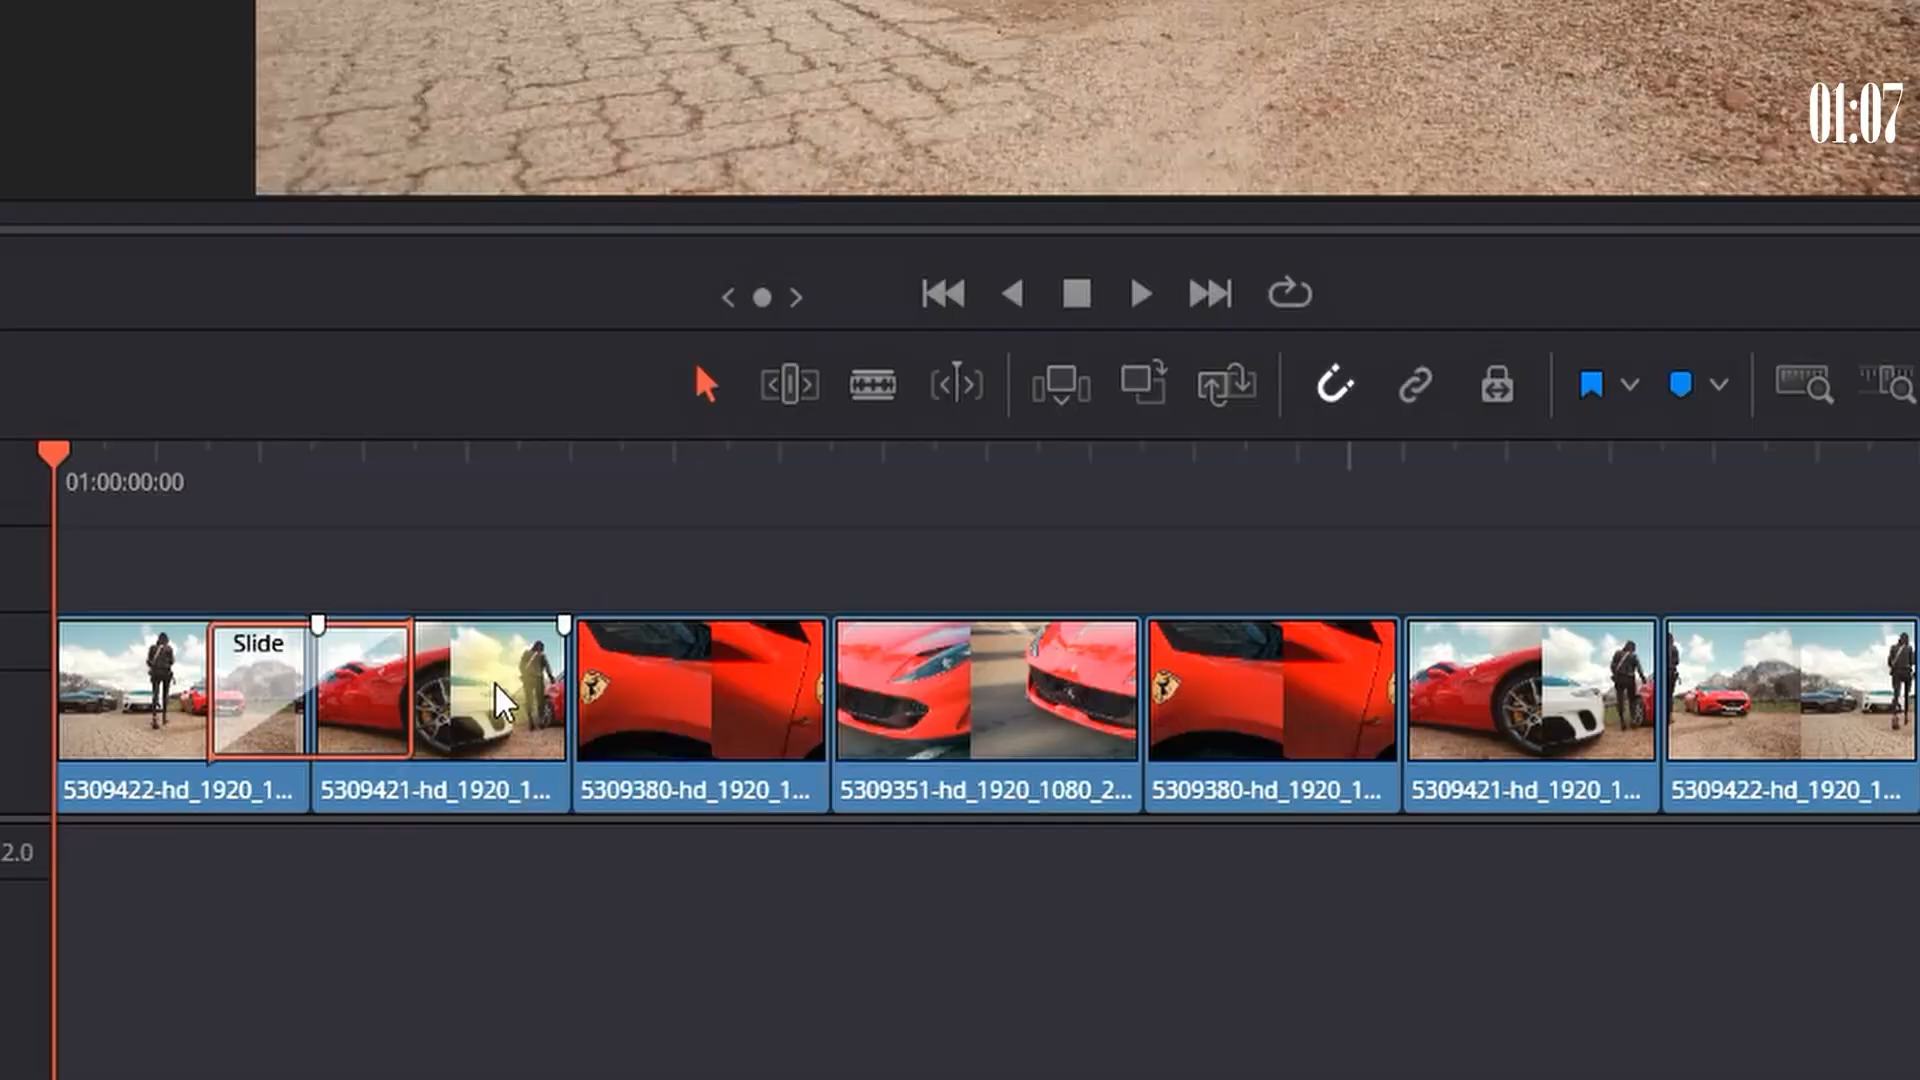 01:07
01:00:00:00
Slide
5309422-hd_1920_1...
5309421-hd_1920_1...
5309380-hd_1920_1...
5309351-hd_1920_1080_2...
5309380-hd_1920_1...
5309421-hd_1920_1...
5309422-hd_1920_1...
2.0